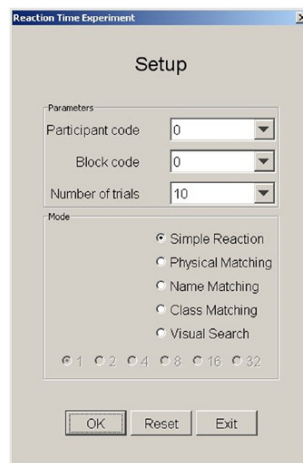 Reaction Time Experiment
Setup
Parameters
Participant code 0
Block code 0
Number of trials 10
Mode
Simple Reaction
Physical Matching
Name Matching
Class Matching
Visual Search
1 2 4 8 16 32
OK Reset Exit